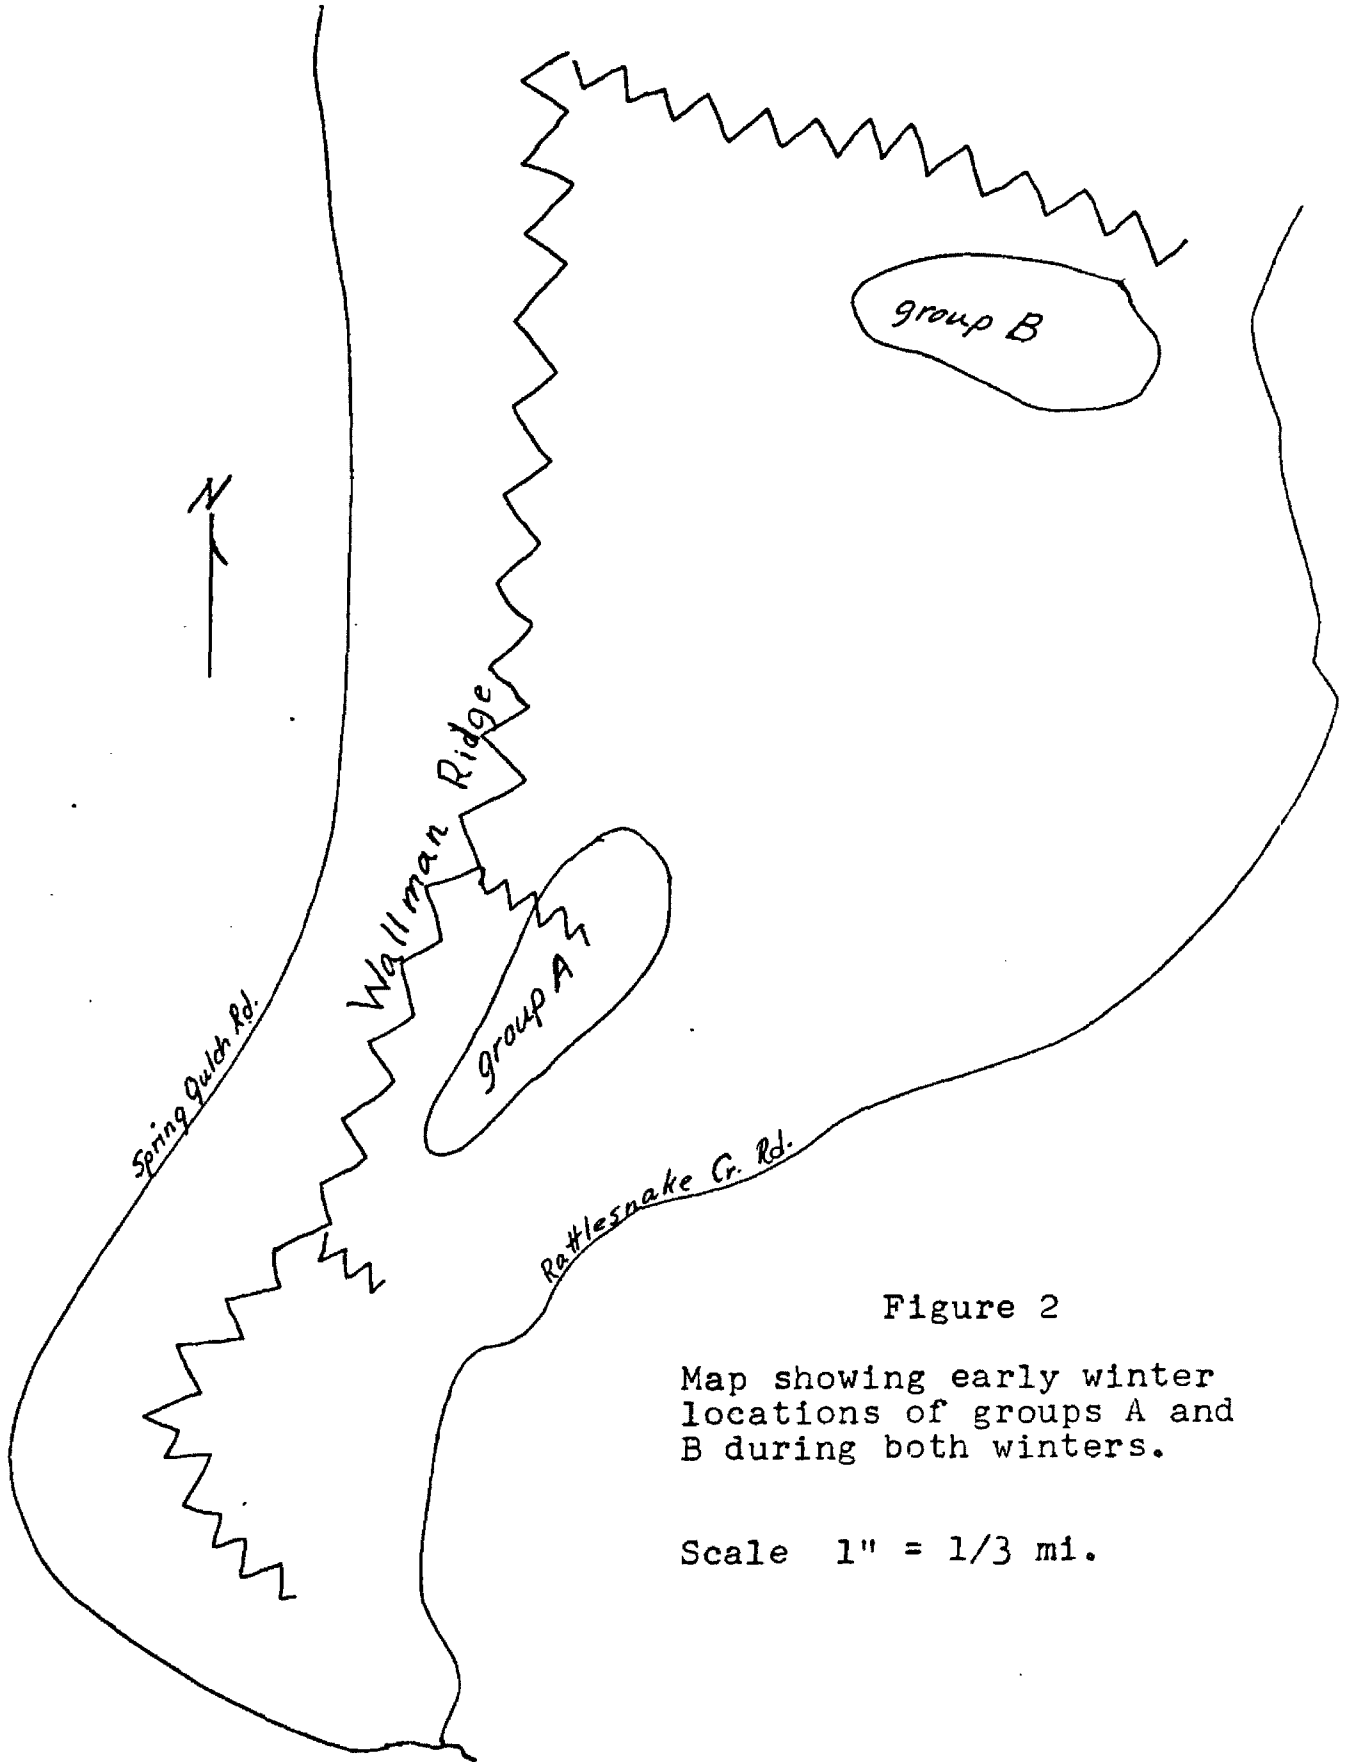 N
group B
Wallman Ridge
group A
Spring Gulch Rd.
Rattlesnake Cr. Rd.
Figure 2
Map showing early winter
locations of groups A and
B during both winters.
Scale 1" = 1/3 mi.